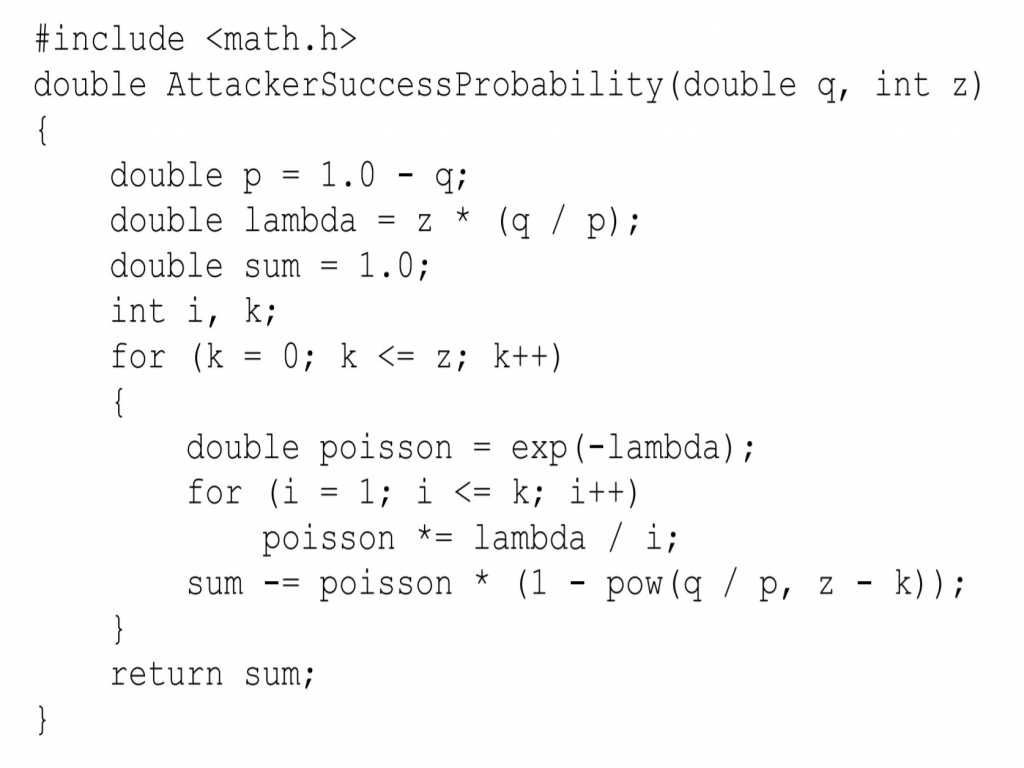 #include <math.h>
double AttackerSuccessProbability(double q, int z)
{
    double p = 1.0 - q;
    double lambda = z * (q / p);
    double sum = 1.0;
    int i, k;
    for (k = 0; k <= z; k++)
    {
        double poisson = exp(-lambda);
        for (i = 1; i <= k; i++)
            poisson *= lambda / i;
        sum -= poisson * (1 - pow(q / p, z - k));
    }
    return sum;
}